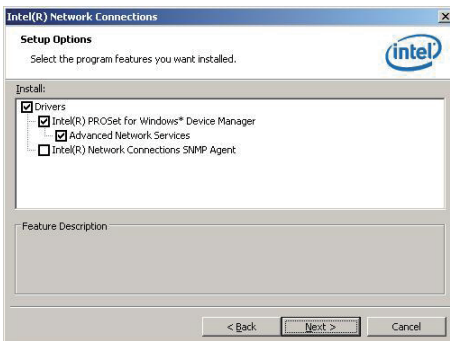 Intel(R) Network Connections
Setup Options
Select the program features you want installed.
intel
Install:
Drivers
Intel(R) PROSet for Windows* Device Manager
Advanced Network Services
Intel(R) Network Connections SNMP Agent
Feature Description
< Back
Next >
Cancel